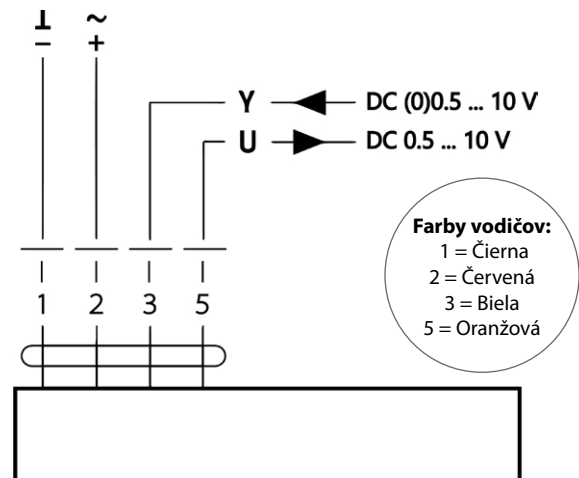 ⊥ ~
− +
Y DC (0)0.5 ... 10 V
U DC 0.5 ... 10 V
Farby vodičov:
1 = Čierna
2 = Červená
3 = Biela
5 = Oranžová
1 2 3 5